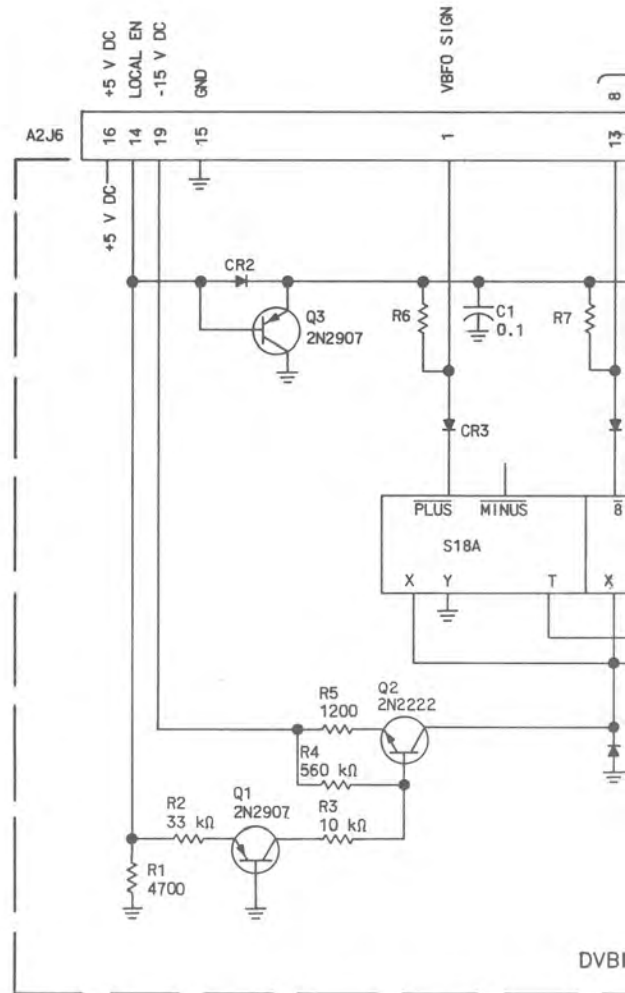 +5 V DC
LOCAL EN
-15 V DC
GND
VBFO SIGN
8
A2J6
16
14
19
15
1
13
+5 V DC
CR2
Q3
2N2907
R6
C1
0.1
R7
CR3
PLUS
MINUS
8
S18A
X
Y
T
X
R5
1200
Q2
2N2222
R4
560 kΩ
Q1
2N2907
R3
10 kΩ
R2
33 kΩ
R1
4700